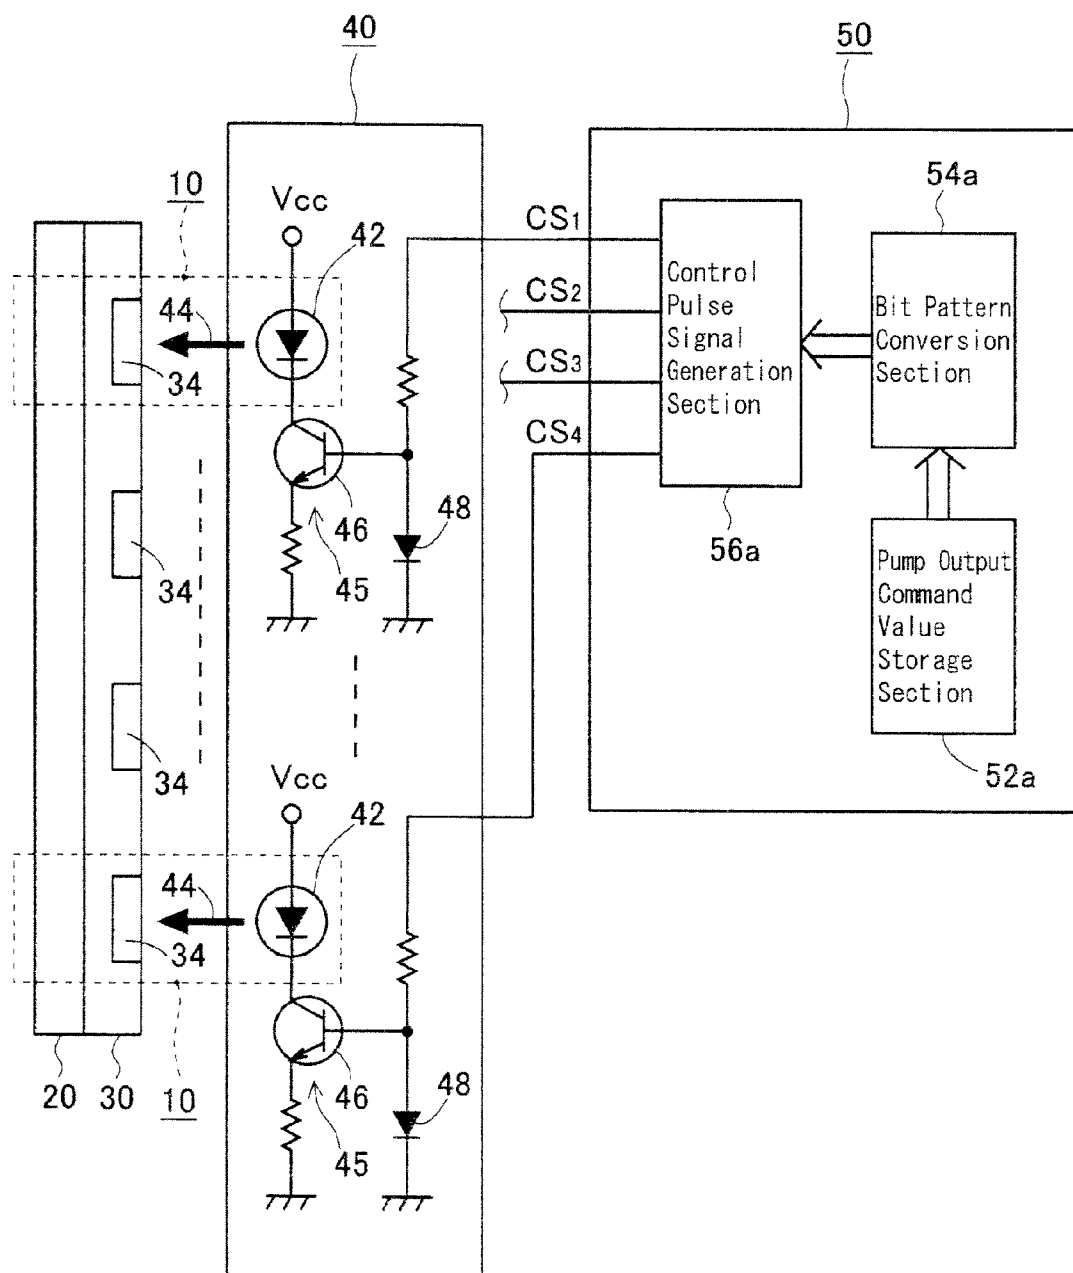 40
50
10
Vcc
42
CS1
54a
44
CS2
Control
Pulse
Signal
Generation
Section
Bit Pattern
Conversion
Section
34
CS3
CS4
48
46
56a
34
45
Pump Output
Command
Value
Storage
Section
34
Vcc
42
52a
44
34
20
30
10
46
48
45